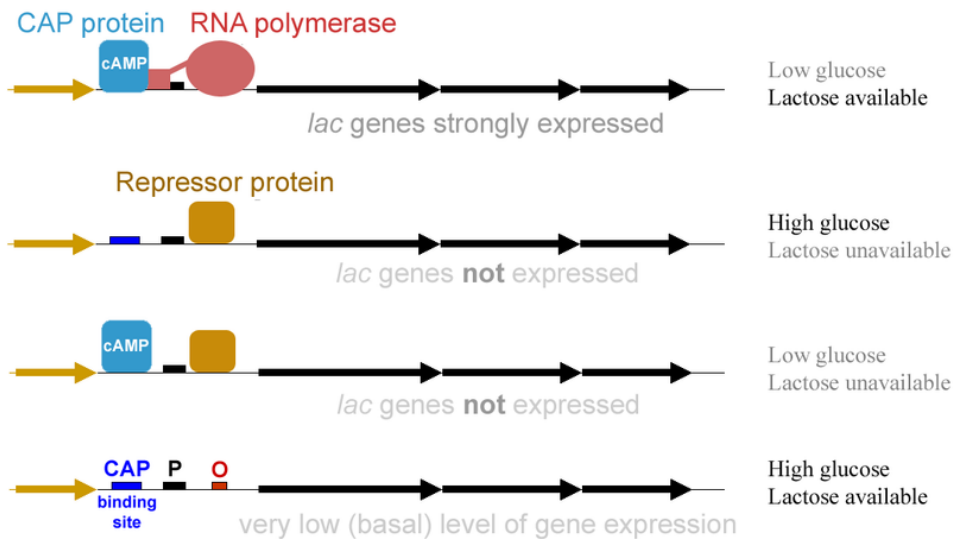 CAP protein RNA polymerase
cAMP
Low glucose
Lactose available
lac genes strongly expressed
Repressor protein
High glucose
Lactose unavailable
lac genes not expressed
cAMP
Low glucose
Lactose unavailable
lac genes not expressed
CAP P O
binding
site
High glucose
Lactose available
very low (basal) level of gene expression